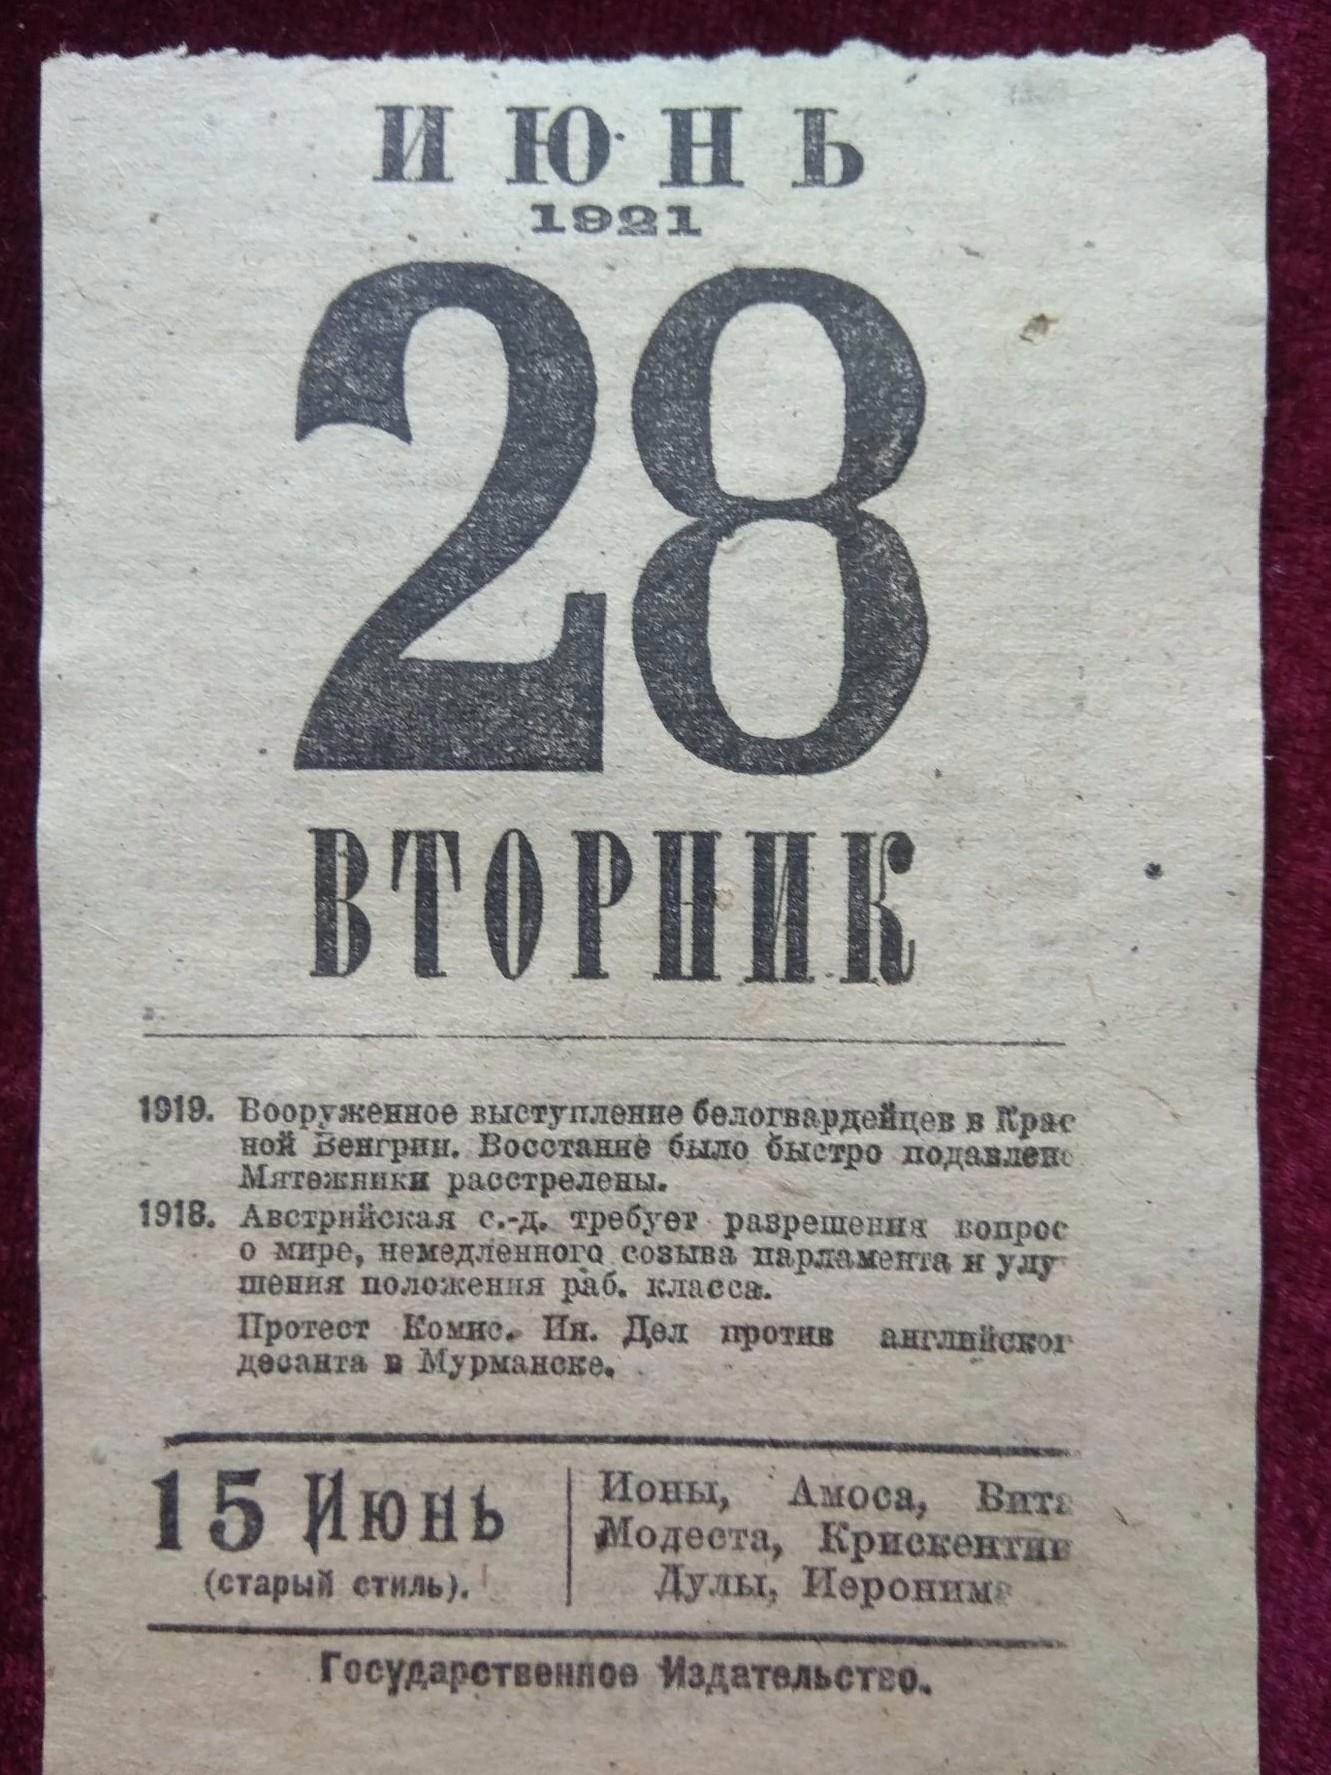 ИЮНЬ
1921
28
ВТОРНИК
1919. Вооруженное выступление белогвардейцев в Крас
ной Венгрии. Восстание было быстро подавлено
Мятежники расстрелены.
1918. Австрийская с.-д. требует разрешения вопрос
о мире, немедленного созыва парламента и улу
шения положения раб. класса.
Протест Комис. Ин. Дел против английског
десанта в Мурманске.
15 Июнь
(старый стиль).
Ионы, Амоса, Вита
Модеста, Крискентия
Дулы, Иеронима
Государственное Издательство.